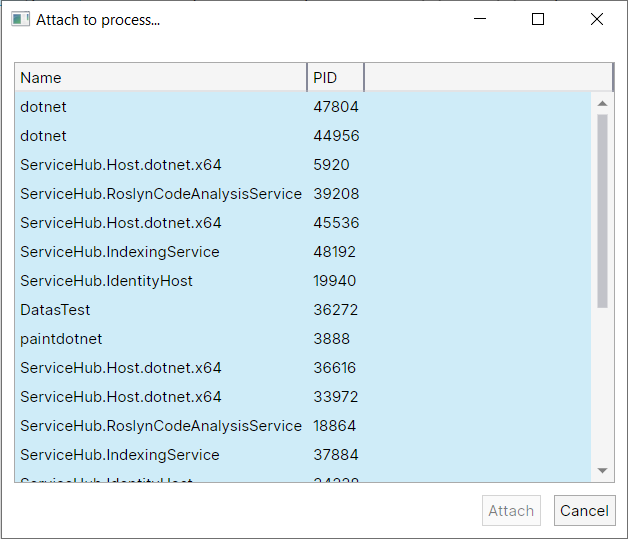 Attach to process...
Name PID
dotnet 47804
dotnet 44956
ServiceHub.Host.dotnet.x64 5920
ServiceHub.RoslynCodeAnalysisService 39208
ServiceHub.Host.dotnet.x64 45536
ServiceHub.IndexingService 48192
ServiceHub.IdentityHost 19940
DatasTest 36272
paintdotnet 3888
ServiceHub.Host.dotnet.x64 36616
ServiceHub.Host.dotnet.x64 33972
ServiceHub.RoslynCodeAnalysisService 18864
ServiceHub.IndexingService 37884
ServiceHub.IdentityHost
Attach Cancel